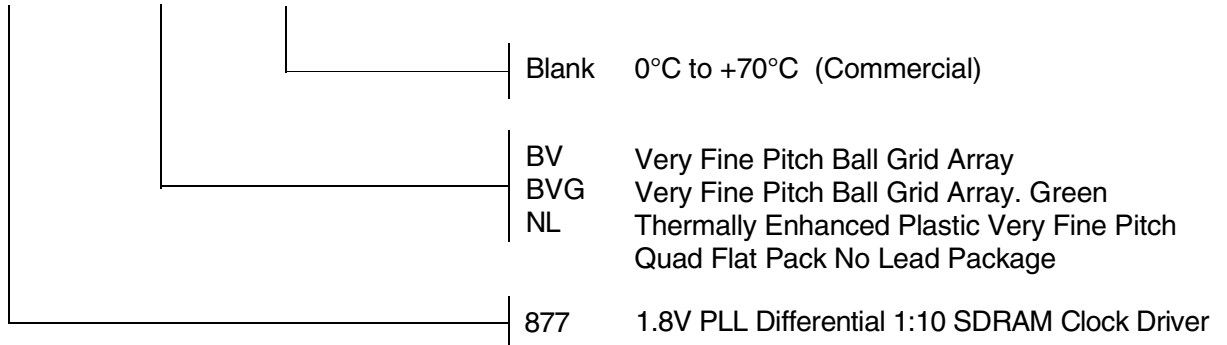 Blank 0°C to +70°C (Commercial)
BV Very Fine Pitch Ball Grid Array
BVG Very Fine Pitch Ball Grid Array. Green
NL Thermally Enhanced Plastic Very Fine Pitch
Quad Flat Pack No Lead Package
877 1.8V PLL Differential 1:10 SDRAM Clock Driver